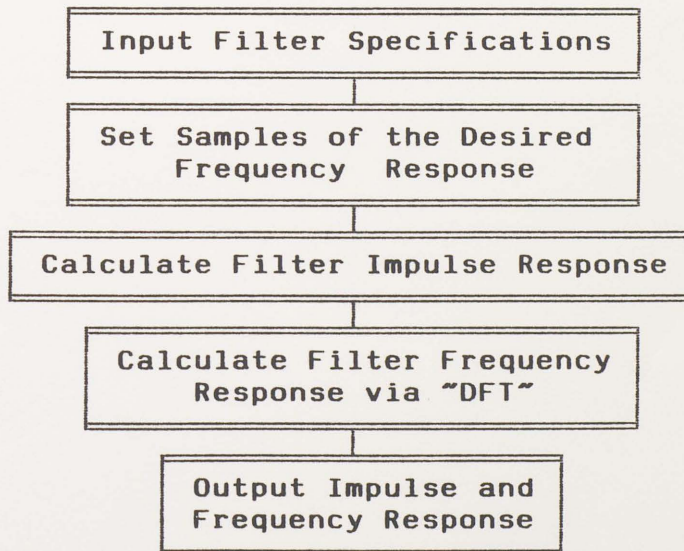 Input Filter Specifications
Set Samples of the Desired
Frequency Response
Calculate Filter Impulse Response
Calculate Filter Frequency
Response via ~DFT~
Output Impulse and
Frequency Response